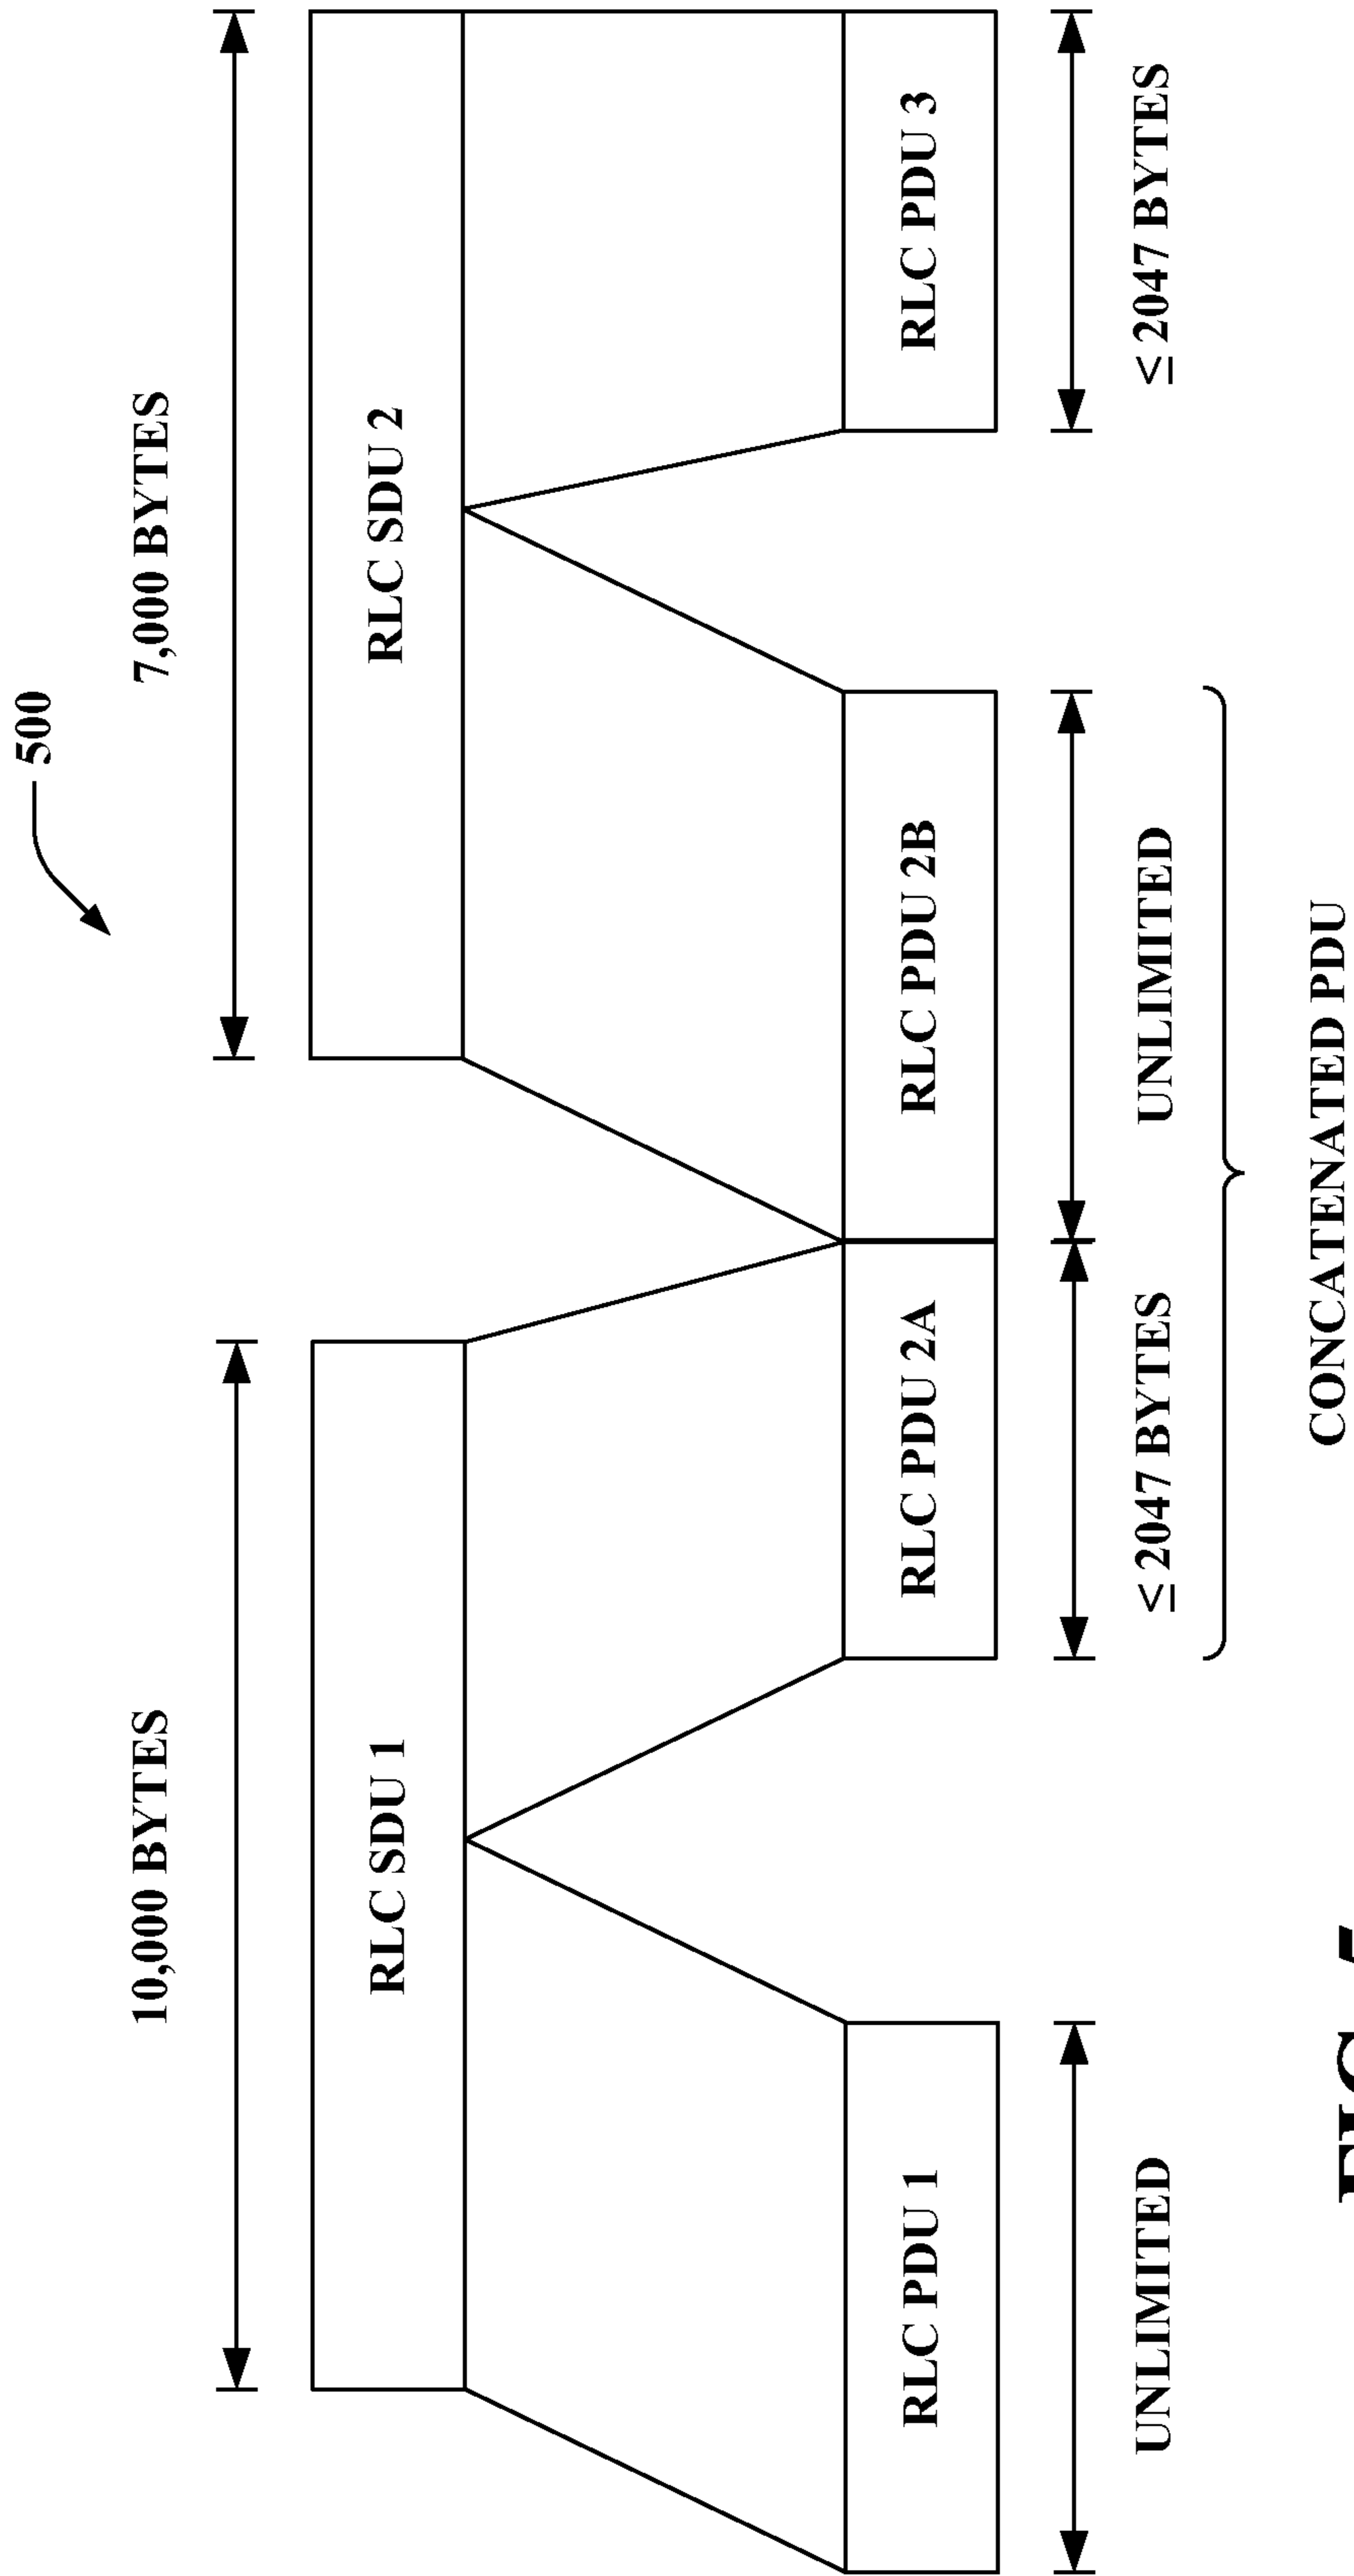 500
10,000 BYTES
7,000 BYTES
RLC SDU 1
RLC SDU 2
RLC PDU 1
RLC PDU 2A
RLC PDU 2B
RLC PDU 3
UNLIMITED
≤ 2047 BYTES
UNLIMITED
≤ 2047 BYTES
CONCATENATED PDU